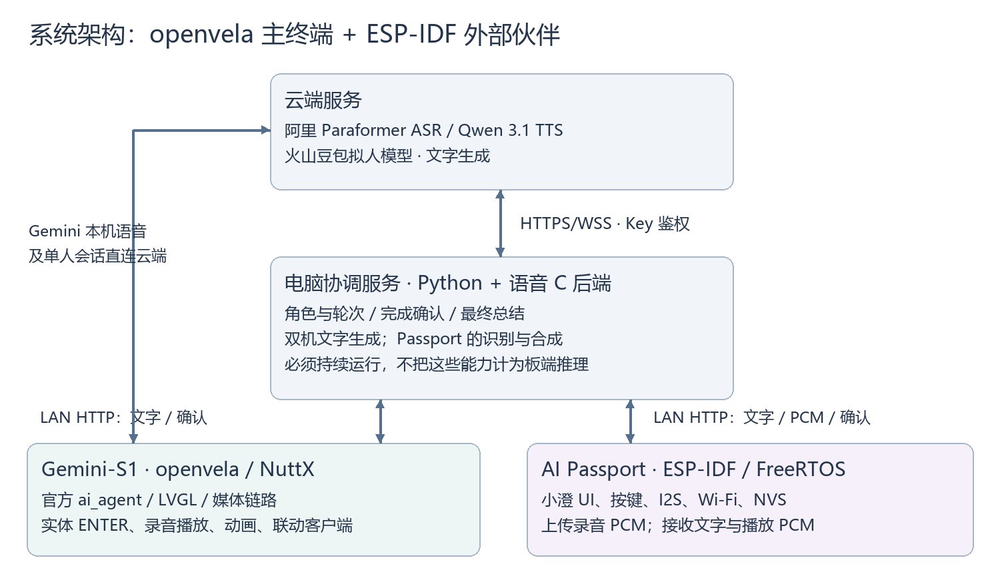 系统架构：openvela 主终端 + ESP-IDF 外部伙伴
云端服务
阿里 Paraformer ASR / Qwen 3.1 TTS
火山豆包拟人模型 · 文字生成
Gemini 本机语音
及单人会话直连云端
HTTPS/WSS · Key 鉴权
电脑协调服务 · Python + 语音 C 后端
角色与轮次 / 完成确认 / 最终总结
双机文字生成；Passport 的识别与合成
必须持续运行，不把这些能力计为板端推理
LAN HTTP：文字 / 确认
LAN HTTP：文字 / PCM / 确认
Gemini-S1 · openvela / NuttX
官方 ai_agent / LVGL / 媒体链路
实体 ENTER、录音播放、动画、联动客户端
AI Passport · ESP-IDF / FreeRTOS
小澄 UI、按键、I2S、Wi-Fi、NVS
上传录音 PCM；接收文字与播放 PCM